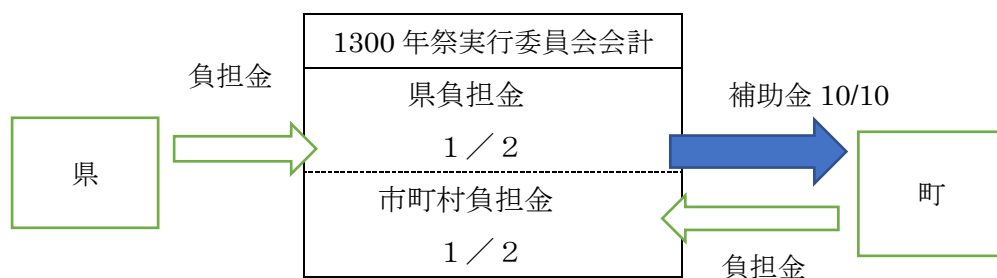 1300年祭実行委員会会計
負担金
県負担金
補助金 10/10
１／２
県
町
市町村負担金
１／２
負担金